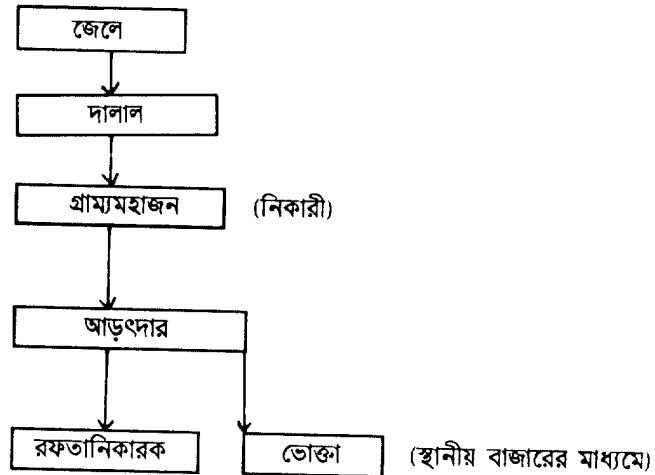 জেলে
দালাল
গ্রাম্যমহাজন (নিকারী)
আড়ৎদার
রফতানিকারক ভোক্তা (স্থানীয় বাজারের মাধ্যমে)